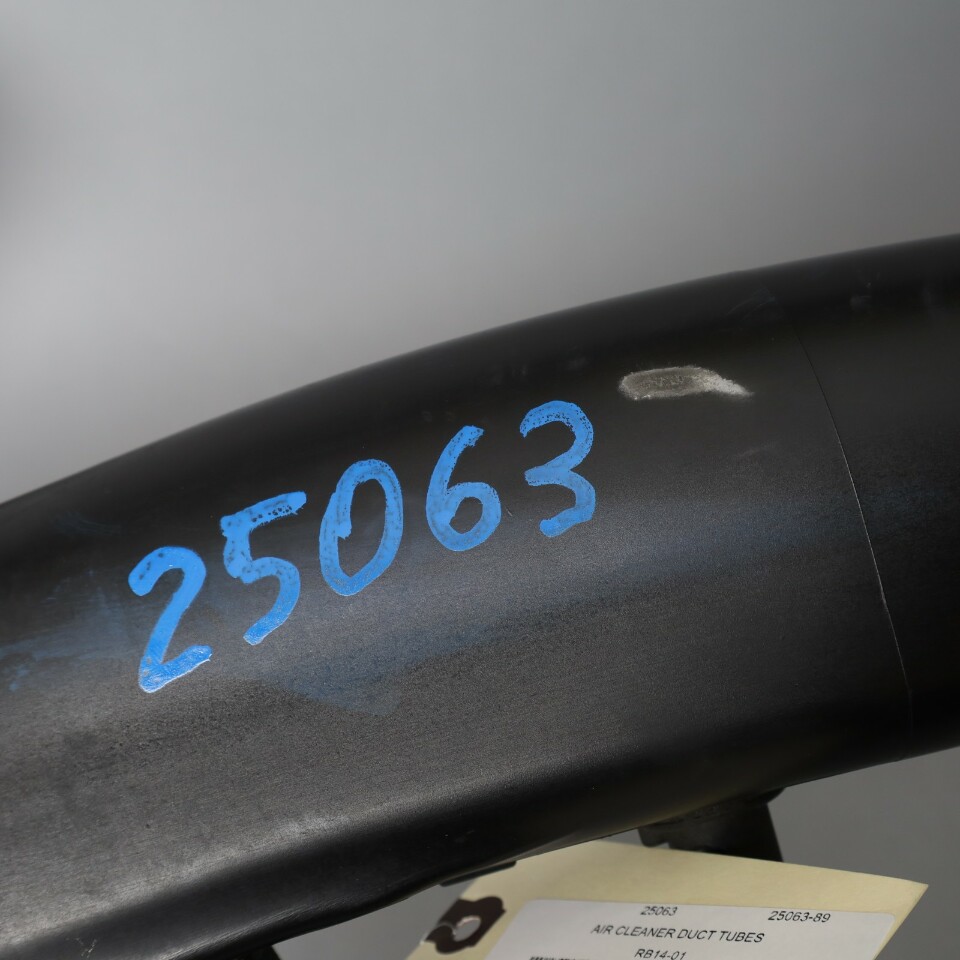 25063
25063 25063-89
AIR CLEANER DUCT TUBES
RB14-01